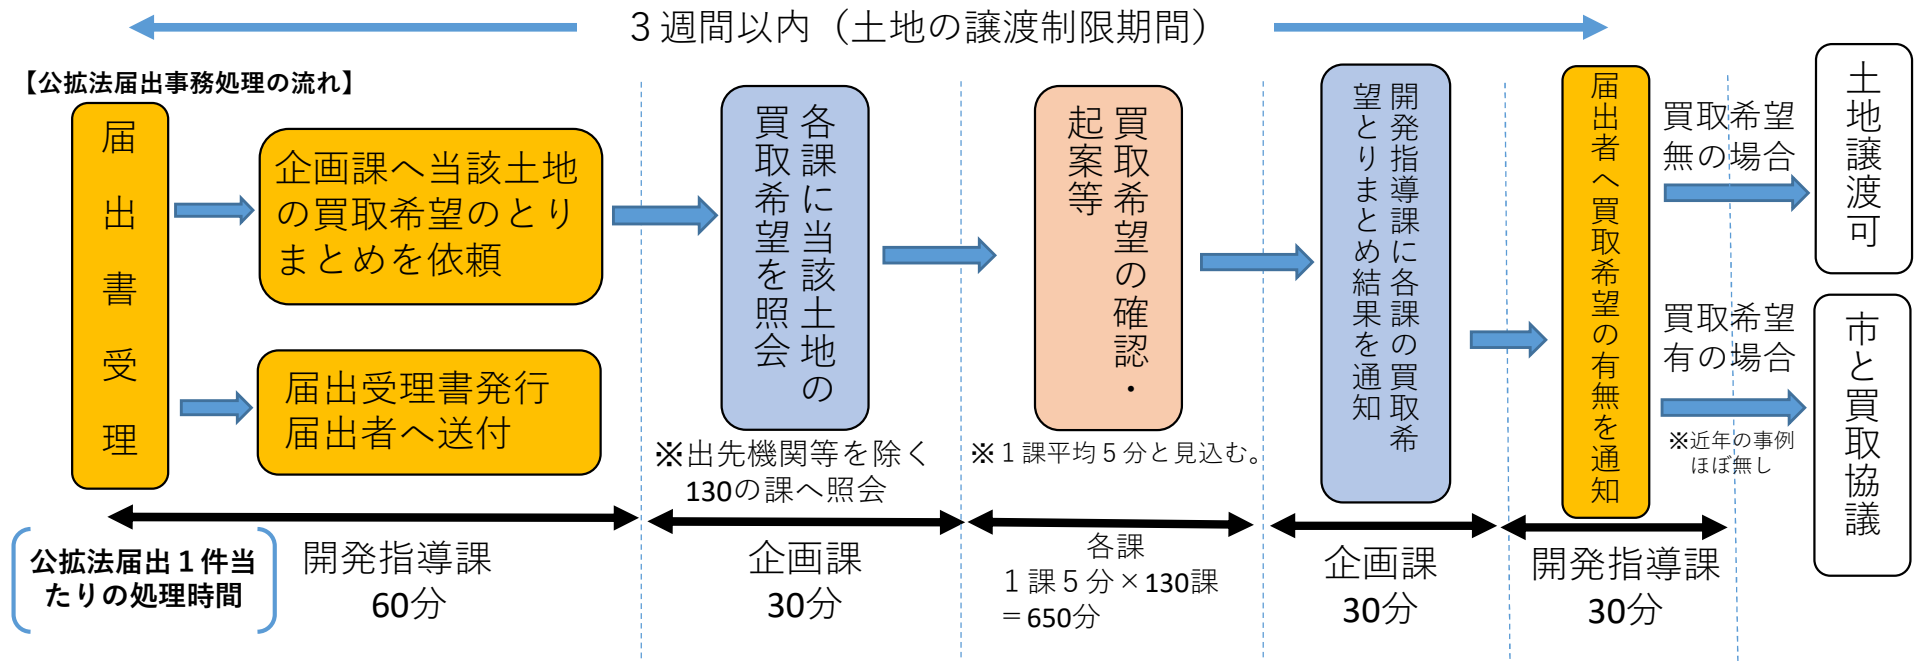 ３週間以内（土地の譲渡制限期間）
【公拡法届出事務処理の流れ】
届出書受理
企画課へ当該土地
の買取希望のとり
まとめを依頼
届出受理書発行
届出者へ送付
各課に当該土地の
買取希望を照会
※出先機関等を除く
130の課へ照会
買取希望の確認・
起案等
※１課平均５分と見込む。
開発指導課に各課の買取希
望とりまとめ結果を通知
届出者へ買取希望の有無を通知
買取希望
無の場合
土地譲渡可
買取希望
有の場合
※近年の事例
ほぼ無し
市と買取協議
公拡法届出１件当
たりの処理時間
開発指導課
60分
企画課
30分
各課
１課５分×130課
＝650分
企画課
30分
開発指導課
30分